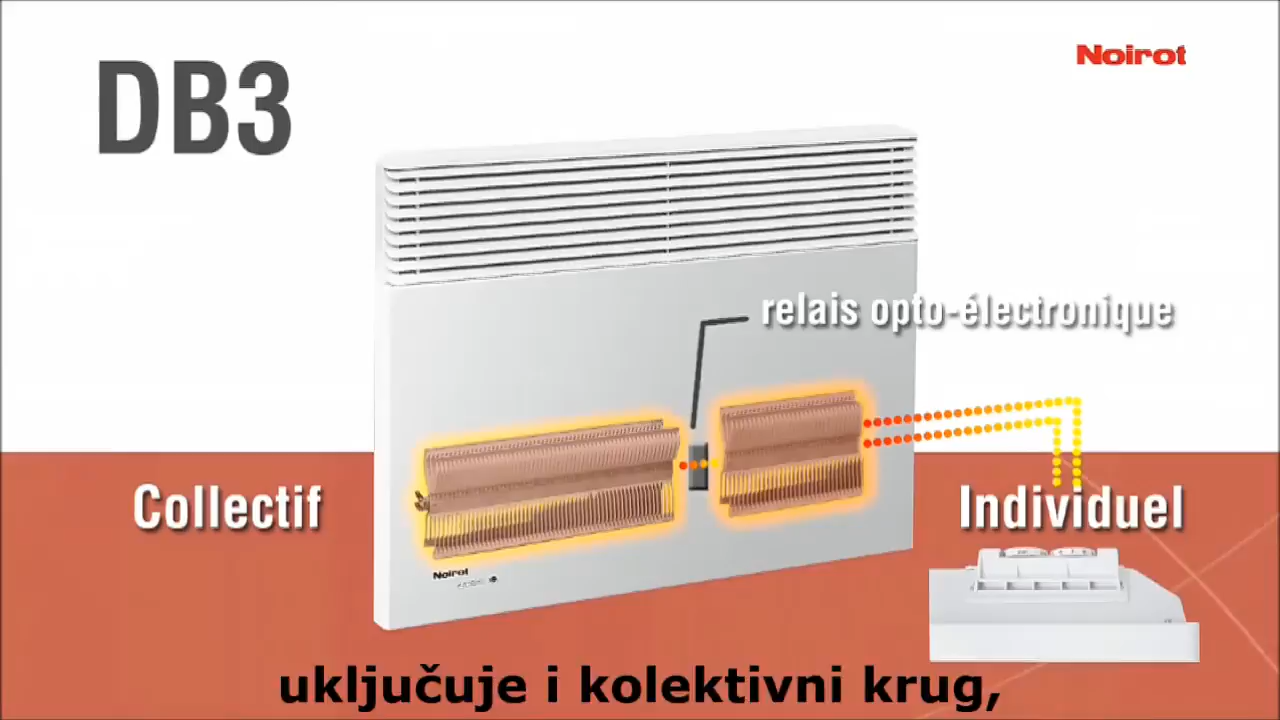 DB3
Noirot
relais opto-électronique
Collectif
Individuel
Noirot
uključuje i kolektivni krug,